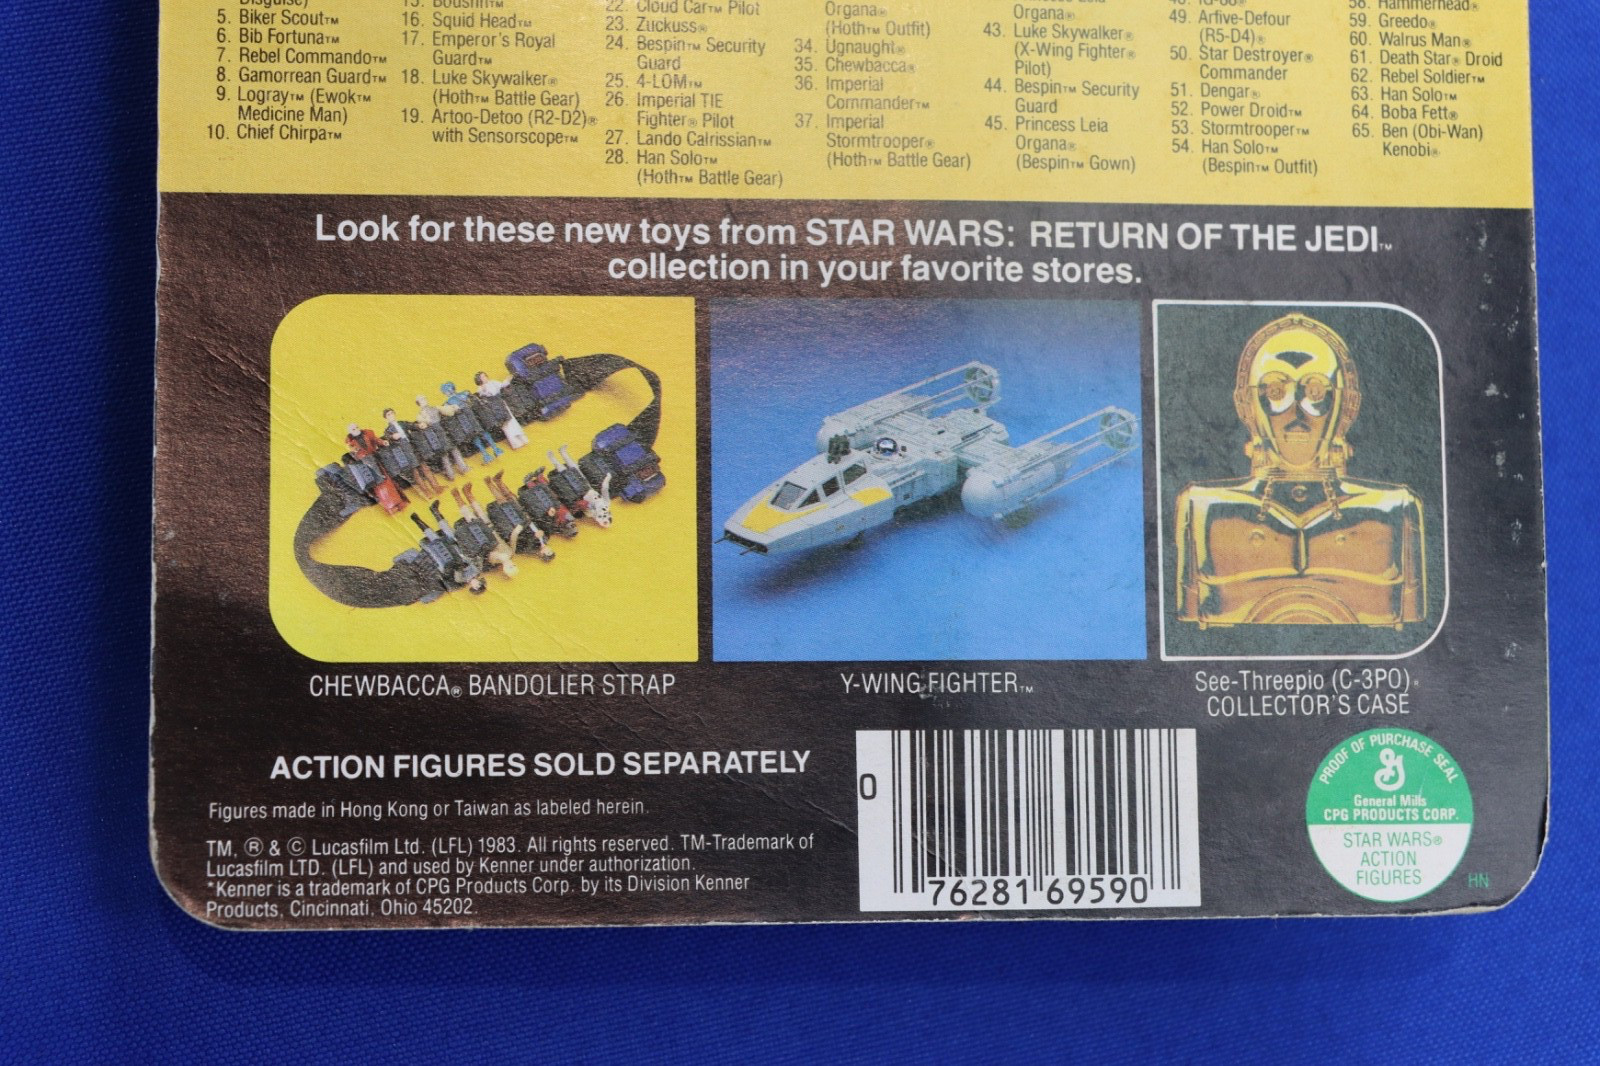 Disguise)
5. Biker Scout™
6. Bib Fortuna™
7. Rebel Commando™
8. Gamorrean Guard™
9. Logray™ (Ewok™
Medicine Man)
10. Chief Chirpa™
15. Boushh™
16. Squid Head™
17. Emperor's Royal
Guard™
18. Luke Skywalker®
(Hoth™ Battle Gear)
19. Artoo-Detoo (R2-D2)®
with Sensorscope™
22. Cloud Car™ Pilot
23. Zuckuss®
24. Bespin™ Security
Guard
25. 4-LOM™
26. Imperial TIE
Fighter® Pilot
27. Lando Calrissian™
28. Han Solo™
(Hoth™ Battle Gear)
Organa®
(Hoth™ Outfit)
34. Ugnaught®
35. Chewbacca®
36. Imperial
Commander™
37. Imperial
Stormtrooper®
(Hoth™ Battle Gear)
Organa®
43. Luke Skywalker®
(X-Wing Fighter®
Pilot)
44. Bespin™ Security
Guard
45. Princess Leia
Organa®
(Bespin™ Gown)
49. Arfive-Defour
(R5-D4)®
50. Star Destroyer®
Commander
51. Dengar®
52. Power Droid™
53. Stormtrooper™
54. Han Solo™
(Bespin™ Outfit)
58. Hammerhead®
59. Greedo®
60. Walrus Man®
61. Death Star® Droid
62. Rebel Soldier™
63. Han Solo™
64. Boba Fett®
65. Ben (Obi-Wan)
Kenobi®
Look for these new toys from STAR WARS: RETURN OF THE JEDI™
collection in your favorite stores.
CHEWBACCA® BANDOLIER STRAP
Y-WING FIGHTER™
See-Threepio (C-3PO)®
COLLECTOR'S CASE
ACTION FIGURES SOLD SEPARATELY
Figures made in Hong Kong or Taiwan as labeled herein.
TM, ® & © Lucasfilm Ltd. (LFL) 1983. All rights reserved. TM-Trademark of
Lucasfilm LTD. (LFL) and used by Kenner under authorization.
*Kenner is a trademark of CPG Products Corp. by its Division Kenner
Products, Cincinnati, Ohio 45202.
0
76281 69590
PROOF OF PURCHASE SEAL
G
General Mills
CPG PRODUCTS CORP.
STAR WARS®
ACTION
FIGURES
HN